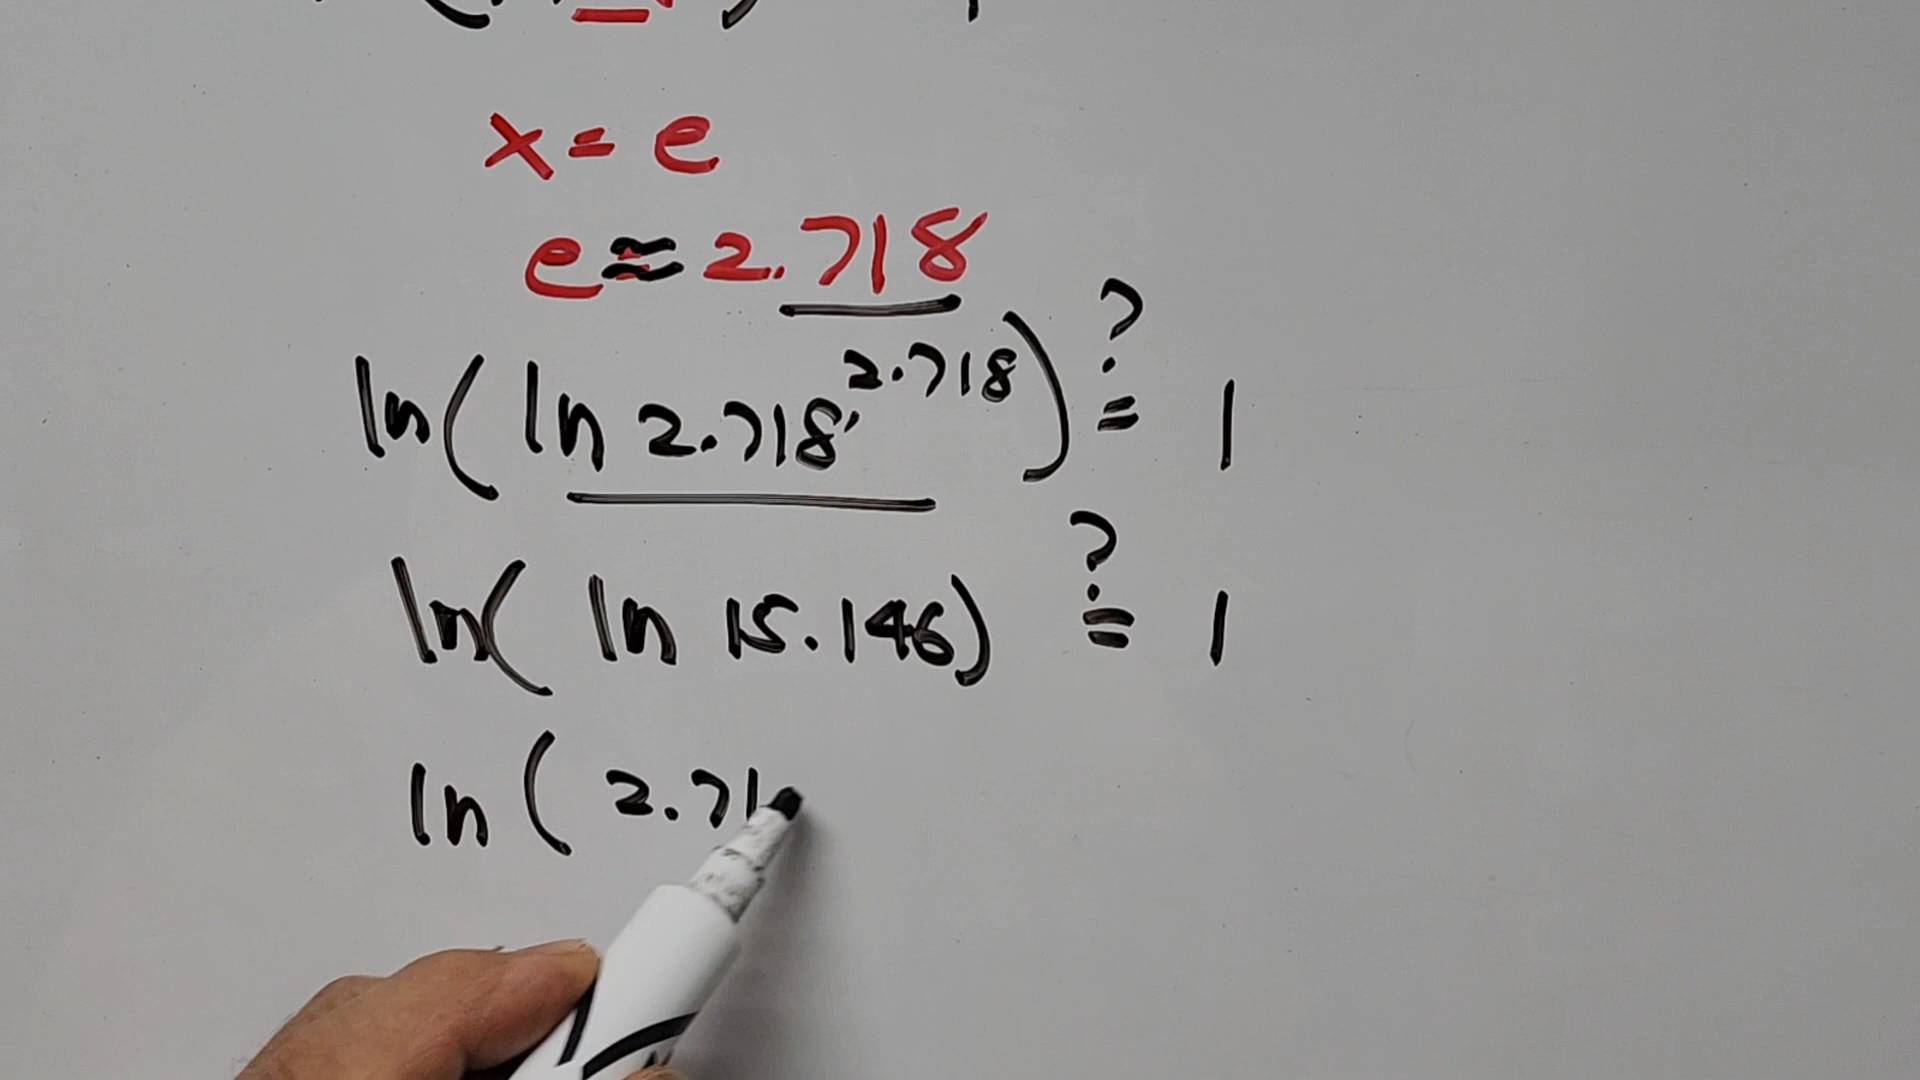 x = e
e ≈ 2.718
ln( ln 2.718^2.718 ) ?= 1
ln( ln 15.146) ?= 1
ln( 2.71